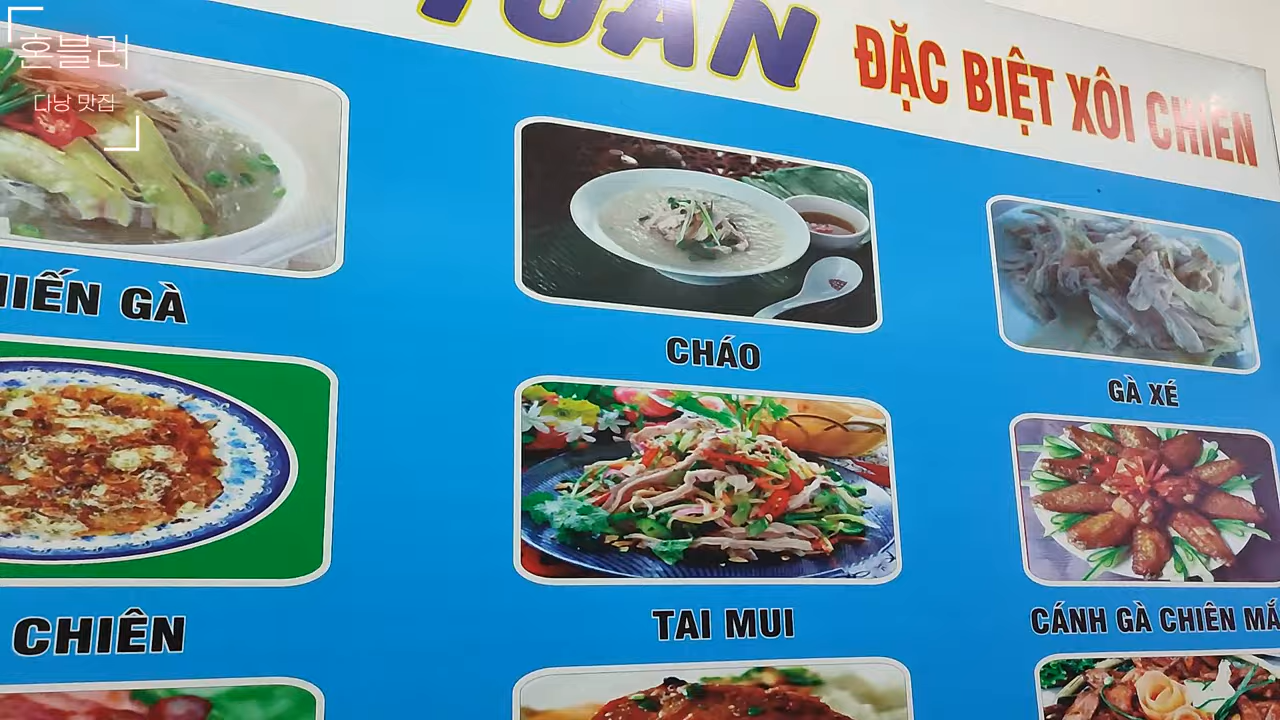 혼블러
다낭 맛집
TUẤN
ĐẶC BIỆT XÔI CHIÊN
MIẾN GÀ
CHÁO
GÀ XÉ
CHIÊN
TAI MUI
CÁNH GÀ CHIÊN MẮ